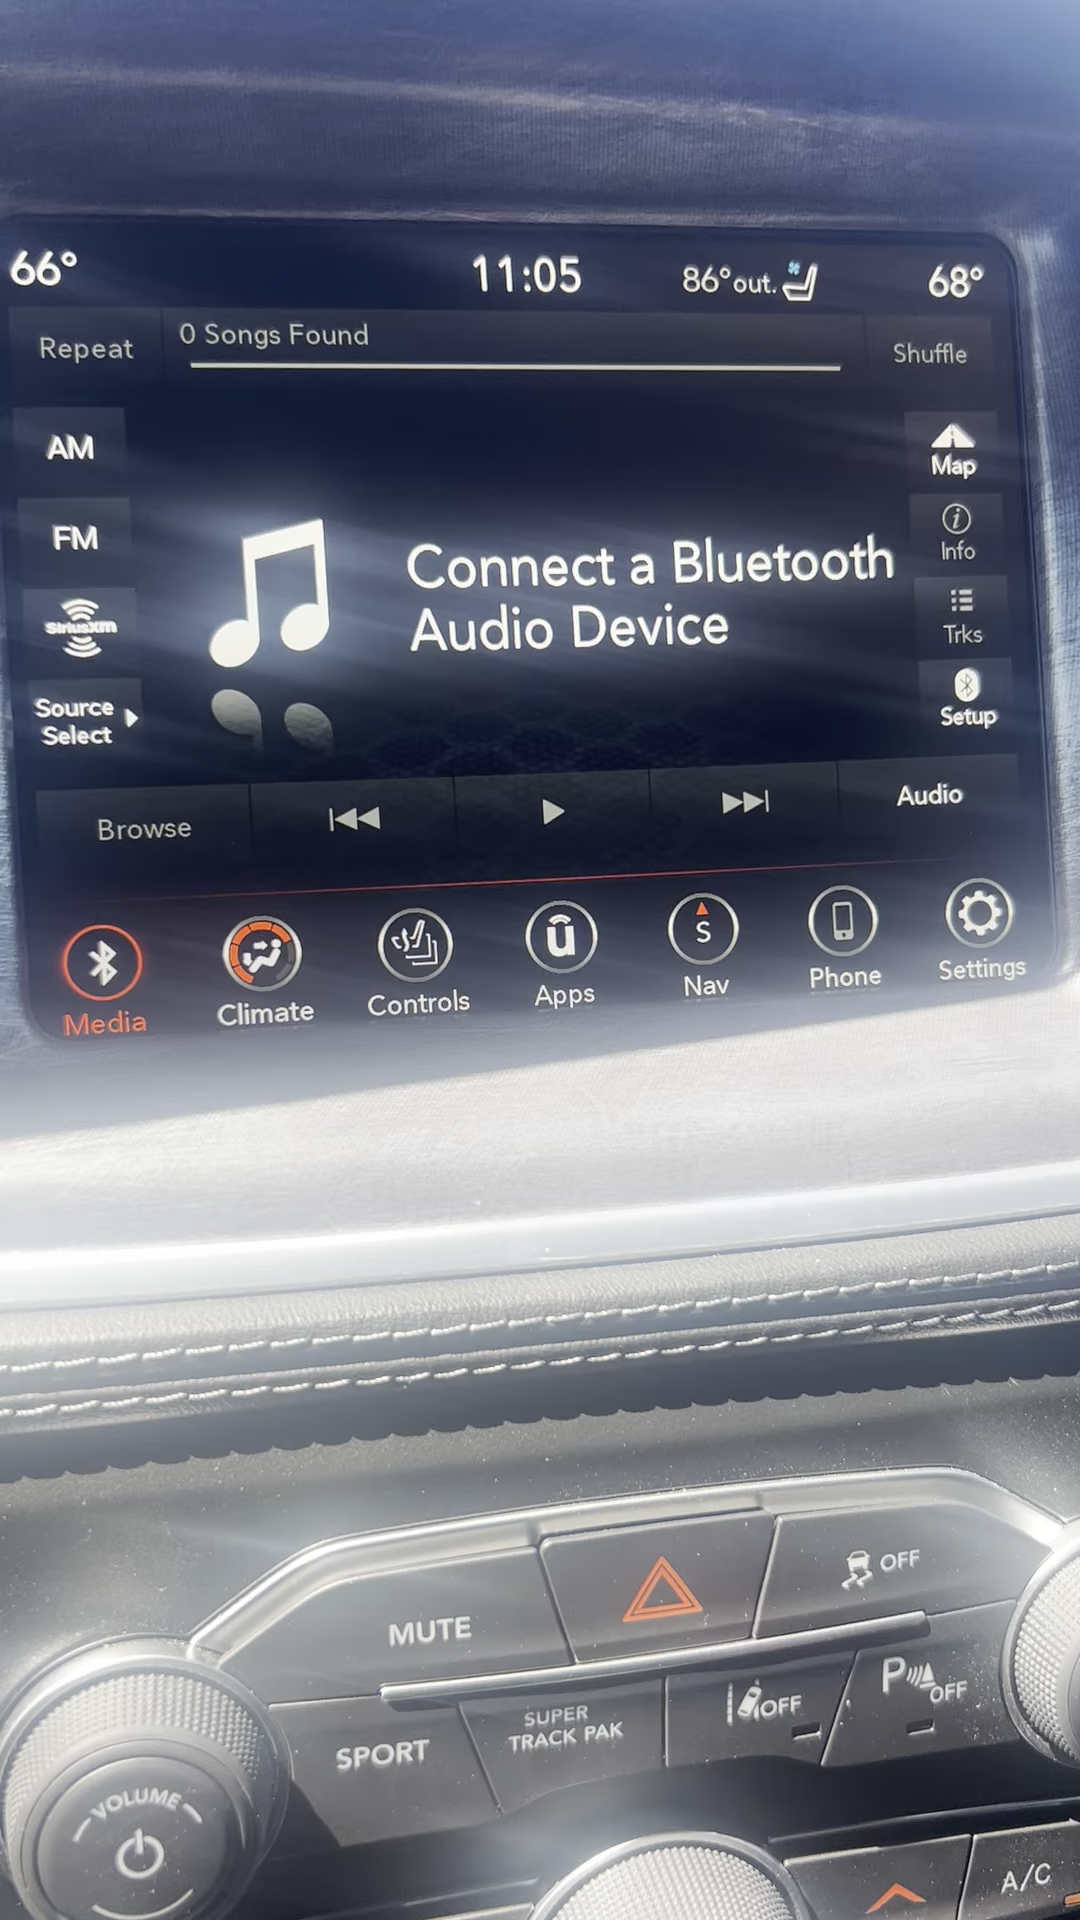 66°
11:05
86°out.
68°
Repeat
0 Songs Found
Shuffle
AM
FM
SiriusXm
Source
Select
Connect a Bluetooth
Audio Device
Map
Info
Trks
Setup
Browse
Audio
Media
Climate
Controls
Apps
S
Nav
Phone
Settings
MUTE
OFF
SPORT
SUPER
TRACK PAK
OFF
P OFF
VOLUME
A/C